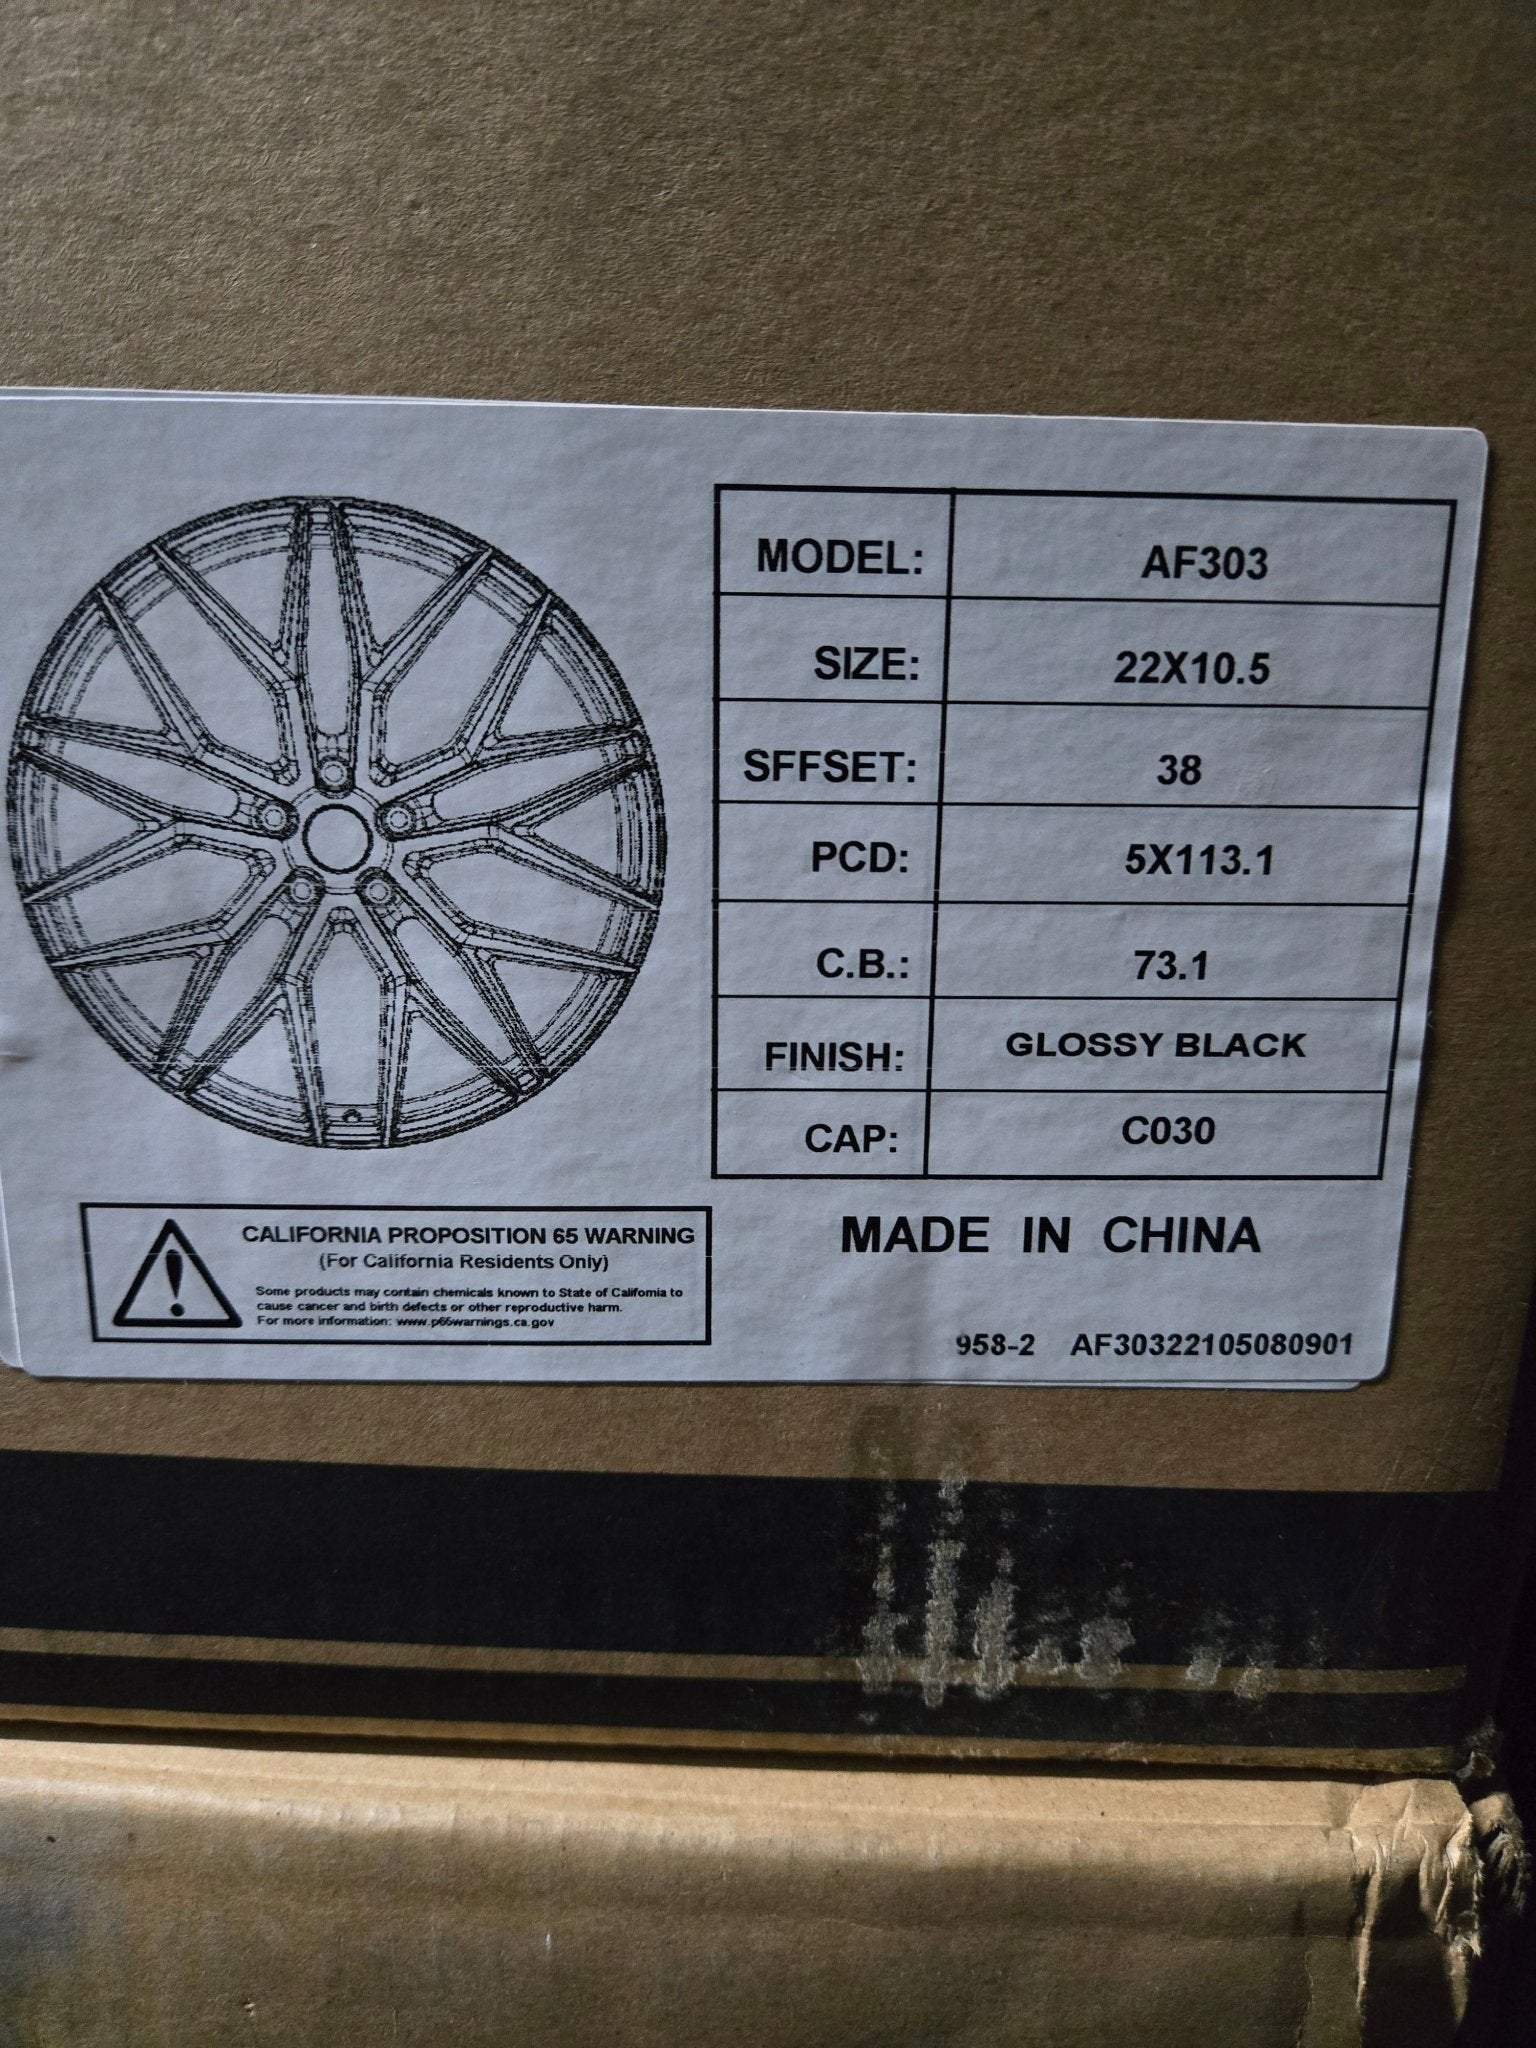 MODEL: AF303
SIZE: 22X10.5
SFFSET: 38
PCD: 5X113.1
C.B.: 73.1
FINISH: GLOSSY BLACK
CAP: C030
CALIFORNIA PROPOSITION 65 WARNING
(For California Residents Only)
Some products may contain chemicals known to State of California to
cause cancer and birth defects or other reproductive harm.
For more information: www.p65warnings.ca.gov
MADE IN CHINA
958-2 AF30322105080901